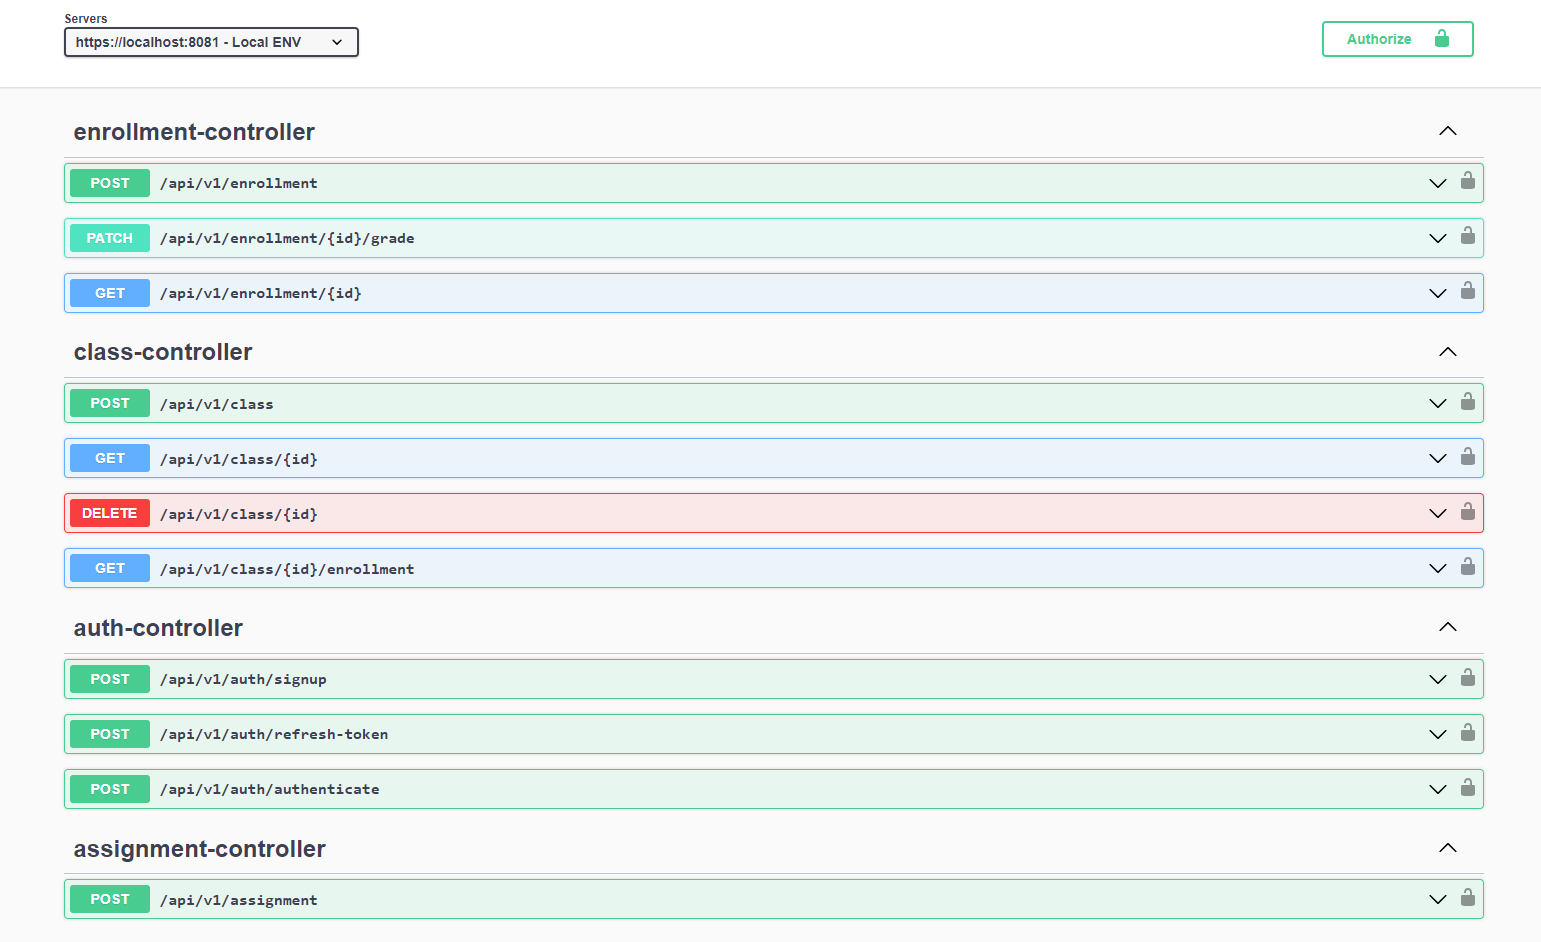 Servers
https://localhost:8081 - Local ENV
Authorize
enrollment-controller
POST /api/v1/enrollment
PATCH /api/v1/enrollment/{id}/grade
GET /api/v1/enrollment/{id}
class-controller
POST /api/v1/class
GET /api/v1/class/{id}
DELETE /api/v1/class/{id}
GET /api/v1/class/{id}/enrollment
auth-controller
POST /api/v1/auth/signup
POST /api/v1/auth/refresh-token
POST /api/v1/auth/authenticate
assignment-controller
POST /api/v1/assignment